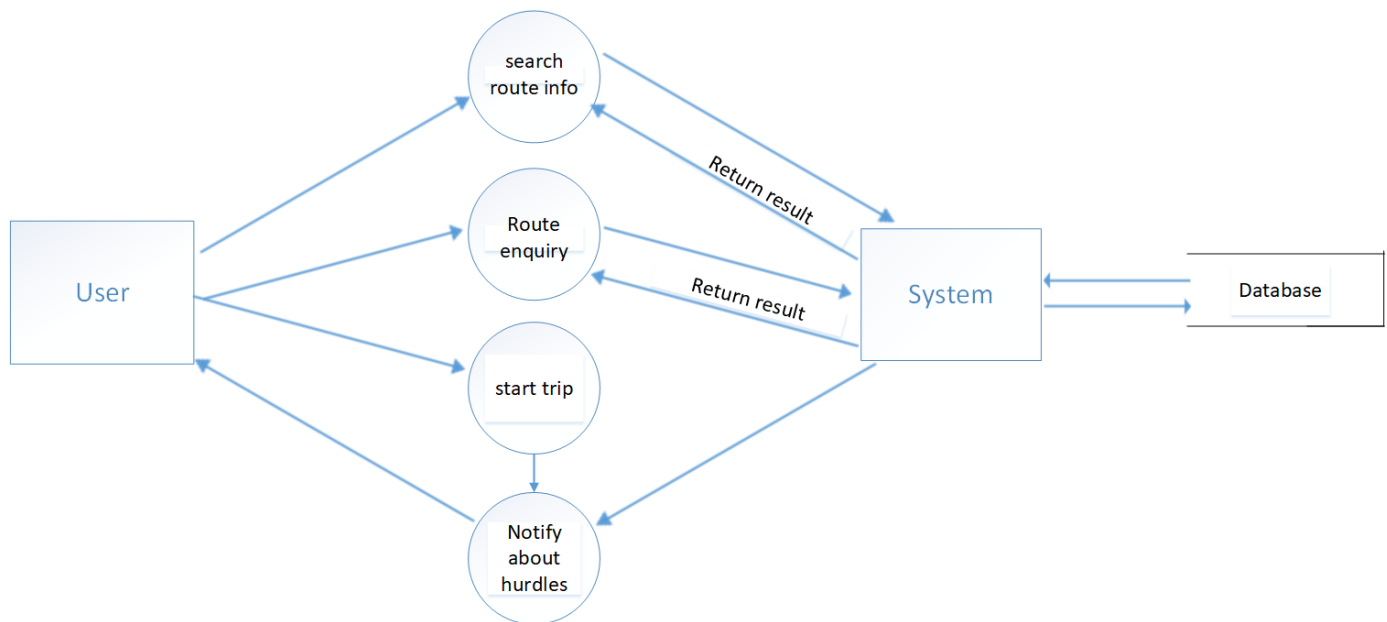 search
route info
Return result
Route
enquiry
User
Return result
System
Database
start trip
Notify
about
hurdles